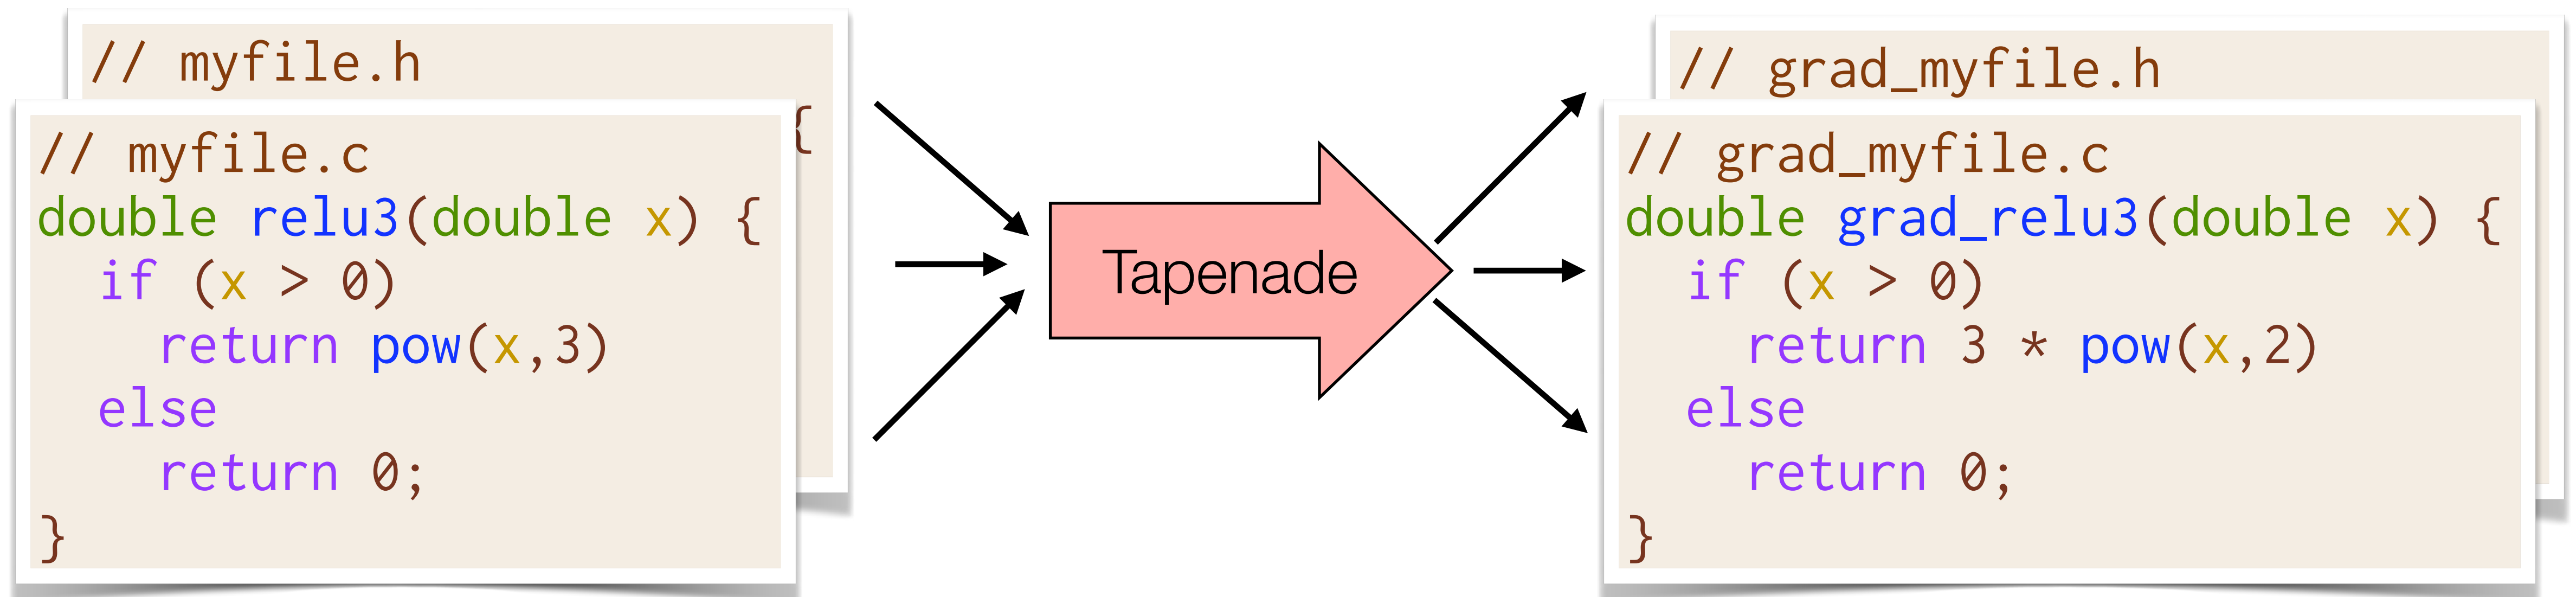 // myfile.h
{
// myfile.c
double relu3(double x) {
  if (x > 0)
    return pow(x,3)
  else
    return 0;
}
Tapenade
// grad_myfile.h
// grad_myfile.c
double grad_relu3(double x) {
  if (x > 0)
    return 3 * pow(x,2)
  else
    return 0;
}